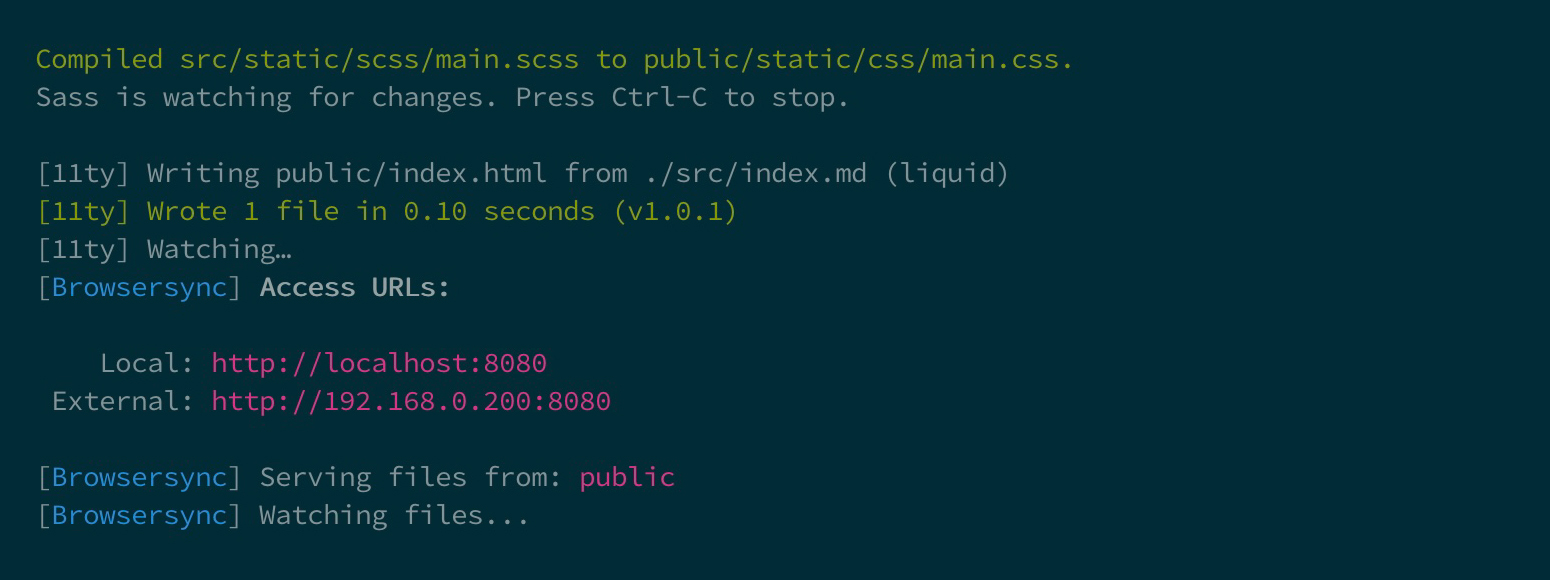 Compiled src/static/scss/main.scss to public/static/css/main.css.
Sass is watching for changes. Press Ctrl-C to stop.
[11ty] Writing public/index.html from ./src/index.md (liquid)
[11ty] Wrote 1 file in 0.10 seconds (v1.0.1)
[11ty] Watching…
[Browsersync] Access URLs:
Local: http://localhost:8080
External: http://192.168.0.200:8080
[Browsersync] Serving files from: public
[Browsersync] Watching files...